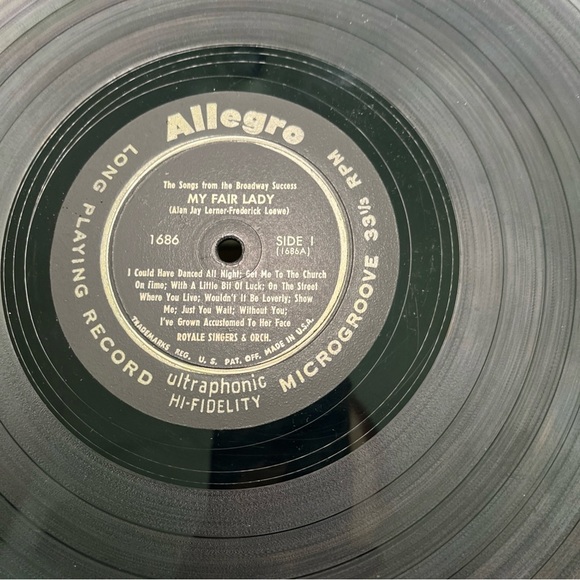 Allegro
LONG PLAYING RECORD
MICROGROOVE 33⅓ RPM
The Songs from the Broadway Success
MY FAIR LADY
(Alan Jay Lerner-Frederick Loewe)
1686
SIDE I
(1686A)
I Could Have Danced All Night; Get Me To The Church
On Time; With A Little Bit Of Luck; On The Street
Where You Live; Wouldn't It Be Loverly; Show
Me; Just You Wait; Without You;
I've Grown Accustomed To Her Face
ROYALE SINGERS & ORCH.
TRADEMARKS REG. U. S. PAT. OFF. MADE IN U.S.A.
ultraphonic
HI-FIDELITY